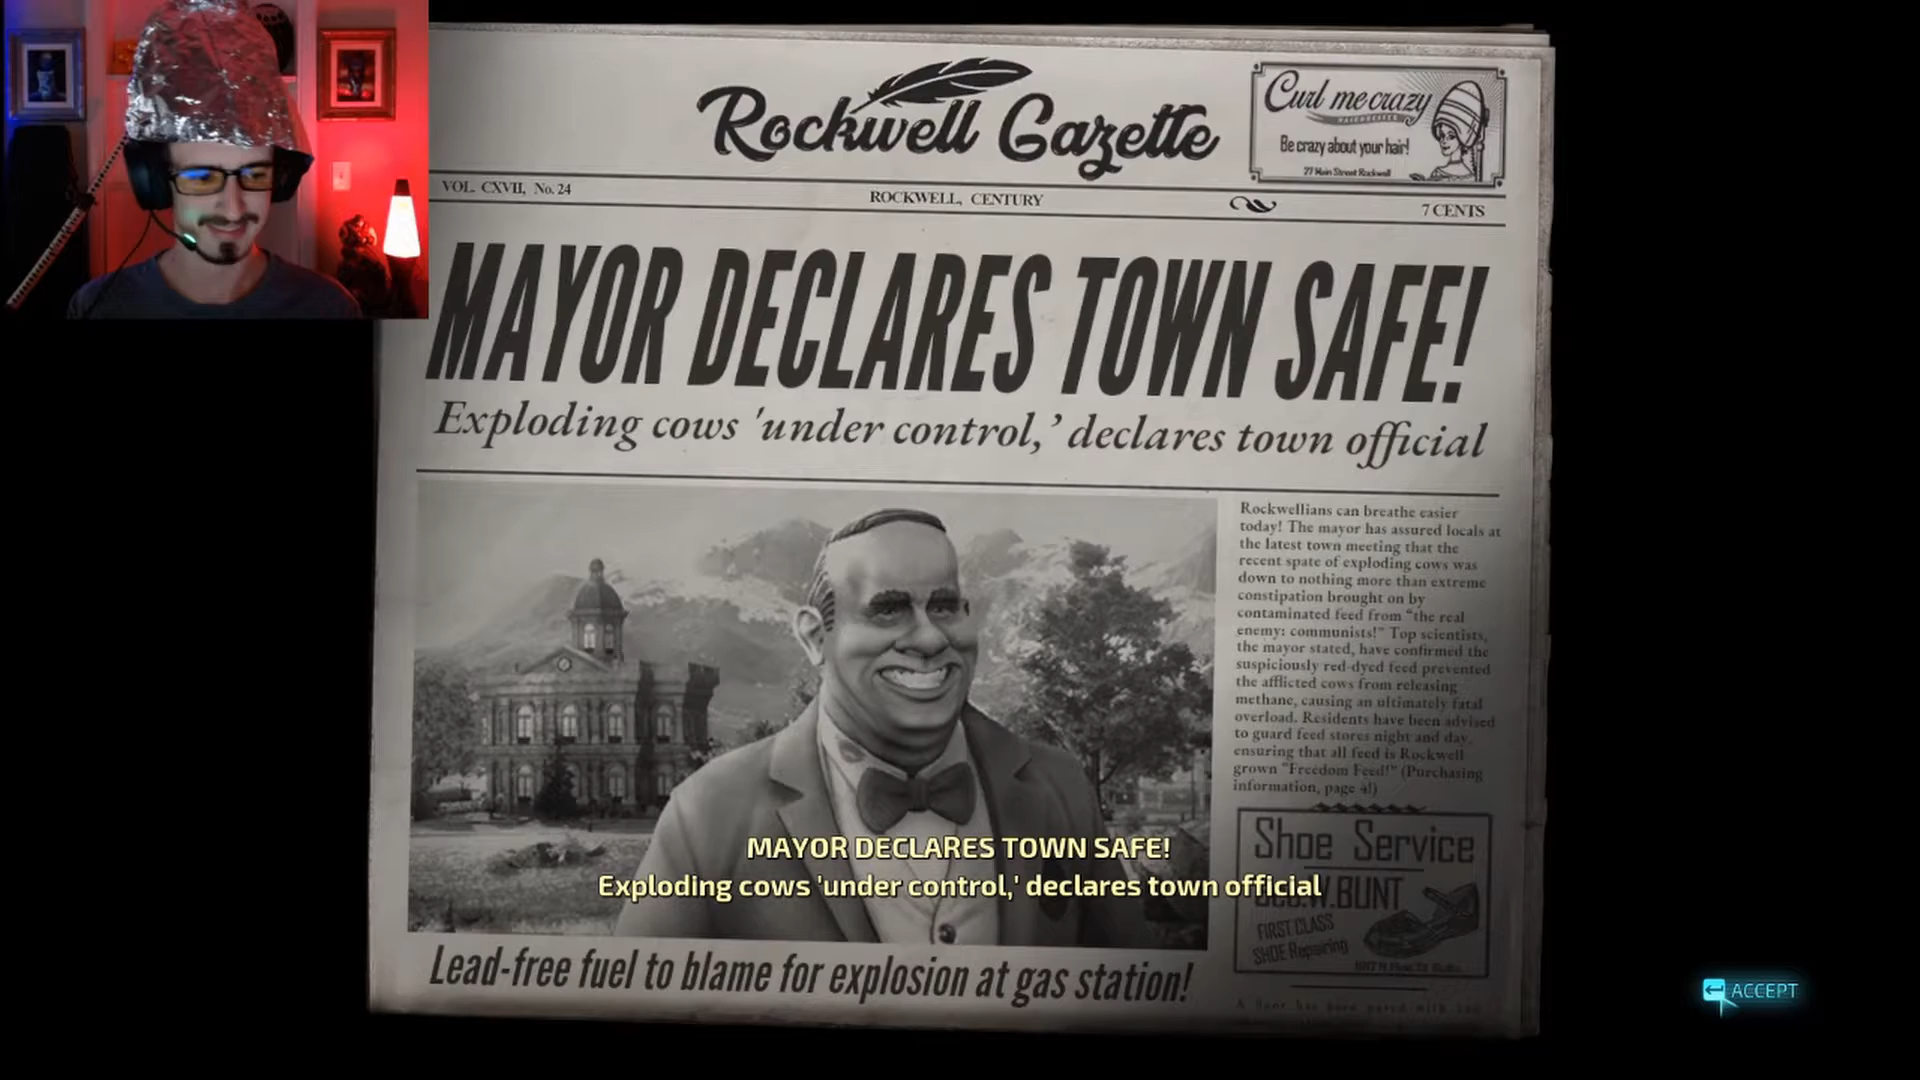 Rockwell Gazette
Curl me crazy
HAIRDRESSER
Be crazy about your hair!
27 Main Street Rockwell
VOL. CXVII, No. 24
ROCKWELL, CENTURY
7 CENTS
MAYOR DECLARES TOWN SAFE!
Exploding cows 'under control,' declares town official
Rockwellians can breathe easier
today! The mayor has assured locals at
the latest town meeting that the
recent spate of exploding cows was
down to nothing more than extreme
constipation brought on by
contaminated feed from "the real
enemy: communists!" Top scientists,
the mayor stated, have confirmed the
suspiciously red-dyed feed prevented
the afflicted cows from releasing
methane, causing an ultimately fatal
overload. Residents have been advised
to guard feed stores night and day,
ensuring that all feed is Rockwell
grown "Freedom Feed!" (Purchasing
information, page 4!)
Shoe Service
W.BUNT
FIRST CLASS
SHOE Repairing
MAYOR DECLARES TOWN SAFE!
Exploding cows 'under control,' declares town official
Lead-free fuel to blame for explosion at gas station!
ACCEPT